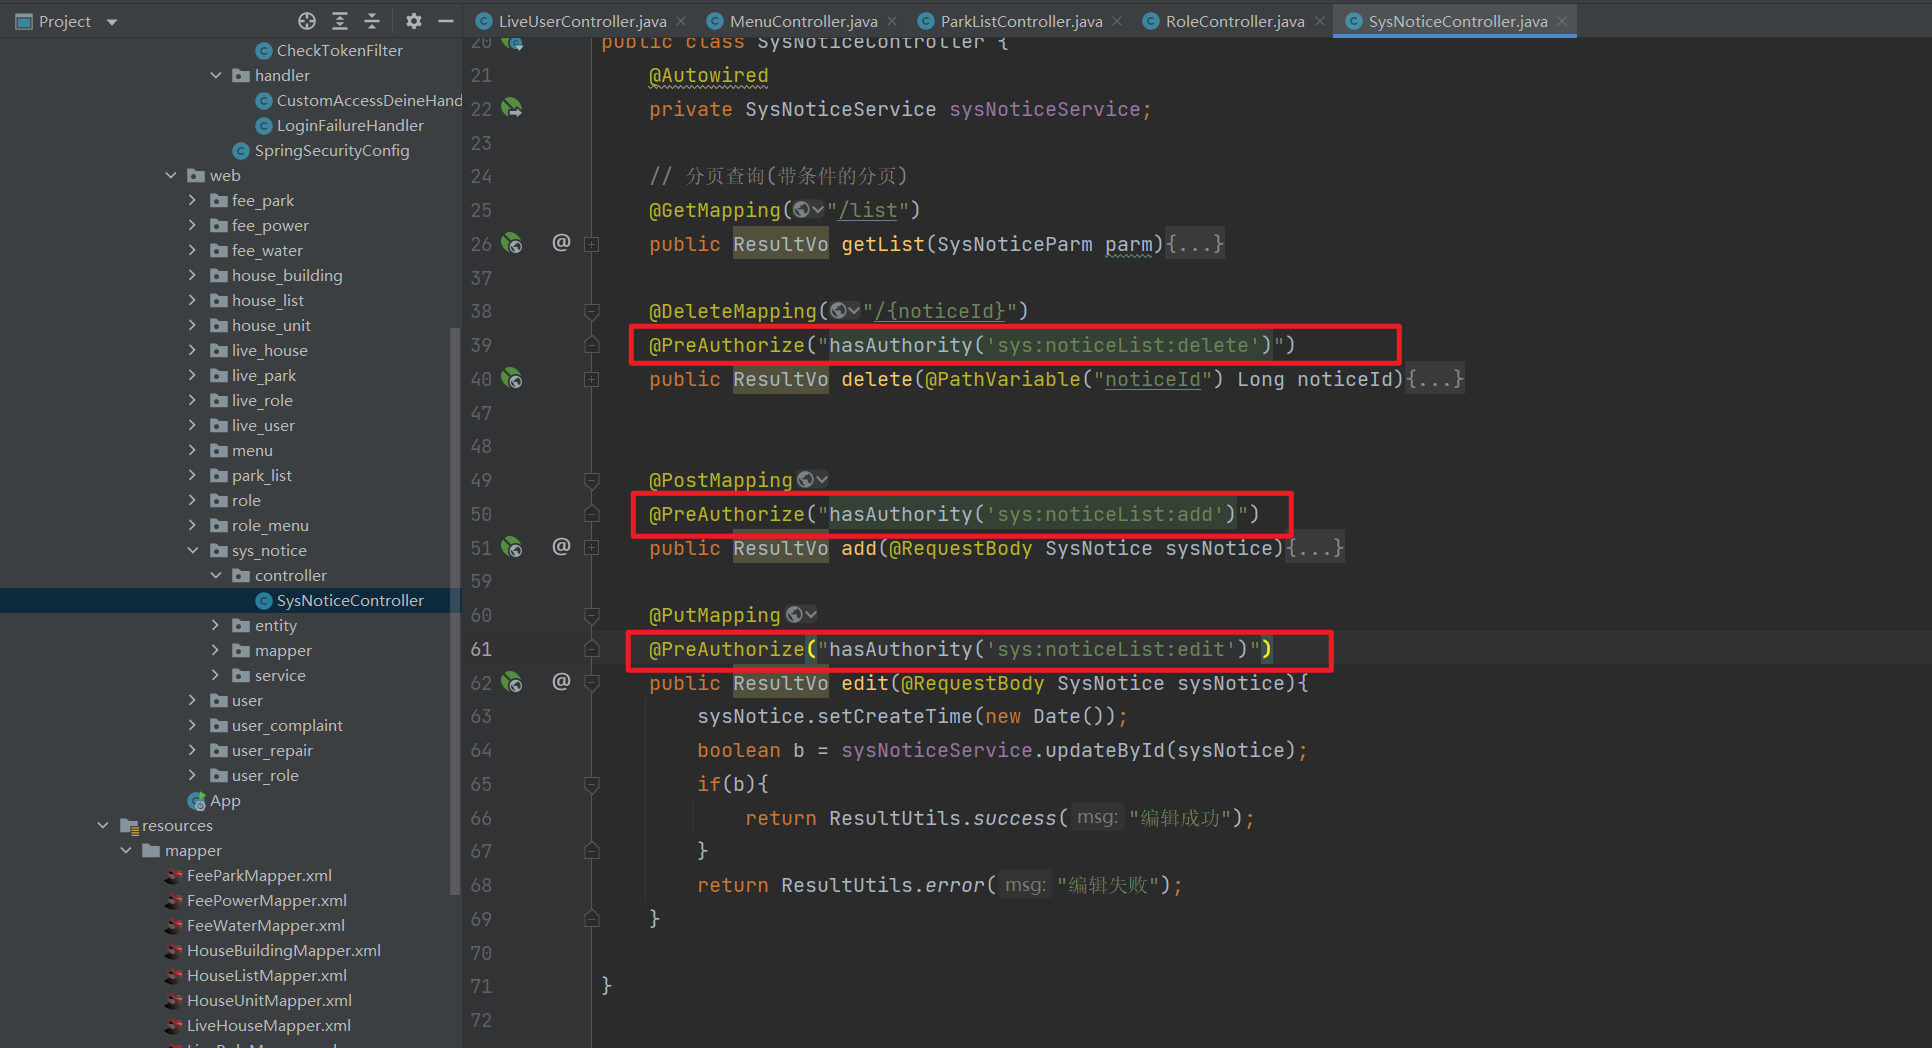 Project
LiveUserController.java
MenuController.java
ParkListController.java
RoleController.java
SysNoticeController.java
CheckTokenFilter
handler
CustomAccessDeineHand
LoginFailureHandler
SpringSecurityConfig
web
fee_park
fee_power
fee_water
house_building
house_list
house_unit
live_house
live_park
live_role
live_user
menu
park_list
role
role_menu
sys_notice
controller
SysNoticeController
entity
mapper
service
user
user_complaint
user_repair
user_role
App
resources
mapper
FeeParkMapper.xml
FeePowerMapper.xml
FeeWaterMapper.xml
HouseBuildingMapper.xml
HouseListMapper.xml
HouseUnitMapper.xml
LiveHouseMapper.xml
20 public class SysNoticeController {
21 @Autowired
22 private SysNoticeService sysNoticeService;
23
24 // 分页查询(带条件的分页)
25 @GetMapping("/list")
26 @ public ResultVo getList(SysNoticeParm parm){...}
37
38 @DeleteMapping("/{noticeId}")
39 @PreAuthorize("hasAuthority('sys:noticeList:delete')")
40 public ResultVo delete(@PathVariable("noticeId") Long noticeId){...}
47
48
49 @PostMapping
50 @PreAuthorize("hasAuthority('sys:noticeList:add')")
51 @ public ResultVo add(@RequestBody SysNotice sysNotice){...}
59
60 @PutMapping
61 @PreAuthorize("hasAuthority('sys:noticeList:edit')")
62 @ public ResultVo edit(@RequestBody SysNotice sysNotice){
63 sysNotice.setCreateTime(new Date());
64 boolean b = sysNoticeService.updateById(sysNotice);
65 if(b){
66 return ResultUtils.success( msg: "编辑成功");
67 }
68 return ResultUtils.error( msg: "编辑失败");
69 }
70
71 }
72